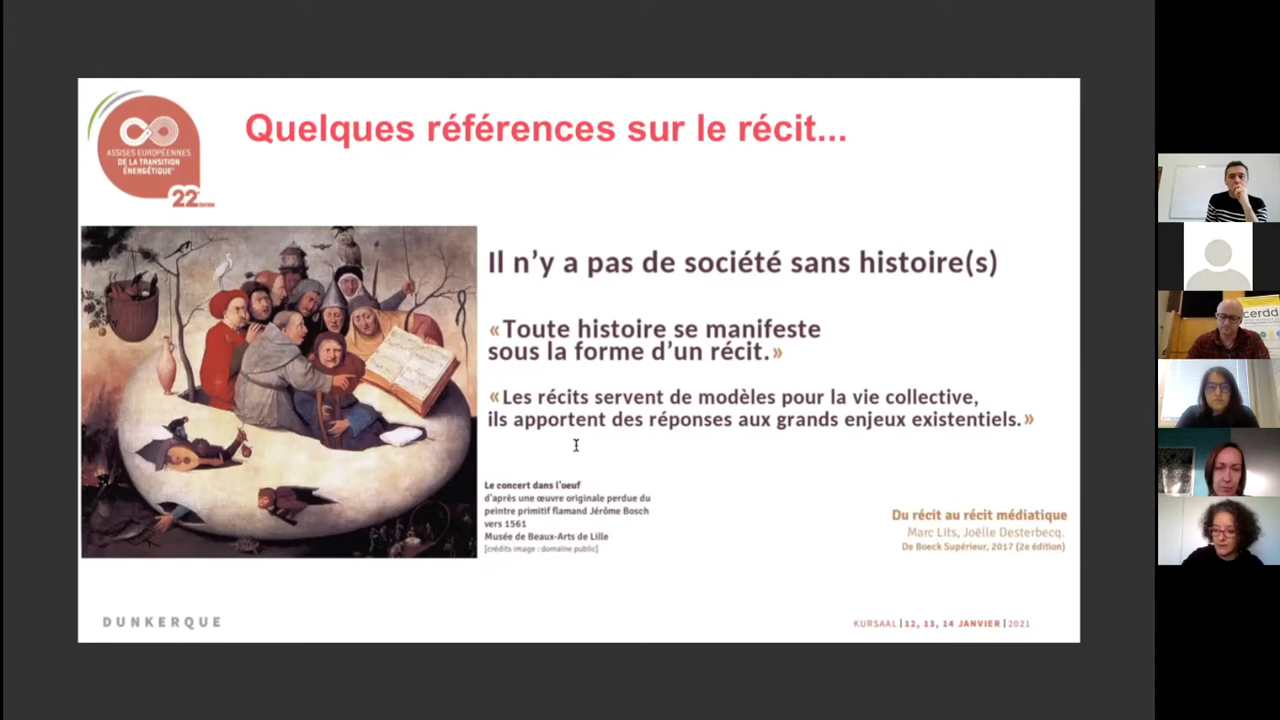 Quelques références sur le récit...
ASSISES EUROPÉENNES
DE LA TRANSITION
ÉNERGÉTIQUE
22
Il n'y a pas de société sans histoire(s)
«Toute histoire se manifeste
sous la forme d'un récit.»
«Les récits servent de modèles pour la vie collective,
ils apportent des réponses aux grands enjeux existentiels.»
Le concert dans l'oeuf
d'après une œuvre originale perdue du
peintre primitif flamand Jérôme Bosch
vers 1561
Musée de Beaux-Arts de Lille
[crédits image : domaine public]
Du récit au récit médiatique
Marc Lits, Joëlle Desterbecq.
De Boeck Supérieur, 2017 (2e édition)
DUNKERQUE
KURSAAL | 12, 13, 14 JANVIER | 2021
cerdd